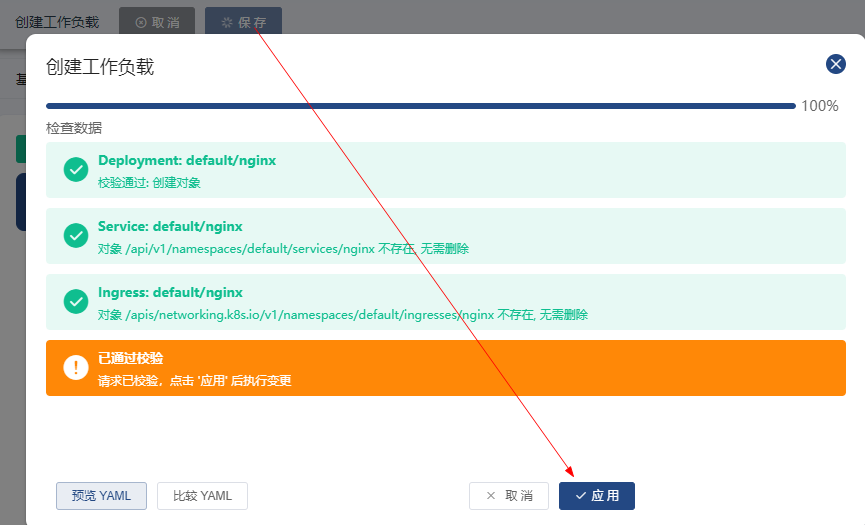 创建工作负载 取消 保存
基
创建工作负载
100%
检查数据
Deployment: default/nginx
校验通过: 创建对象
Service: default/nginx
对象 /api/v1/namespaces/default/services/nginx 不存在, 无需删除
Ingress: default/nginx
对象 /apis/networking.k8s.io/v1/namespaces/default/ingresses/nginx 不存在, 无需删除
已通过校验
请求已校验，点击 '应用' 后执行变更
预览 YAML 比较 YAML 取消 应用